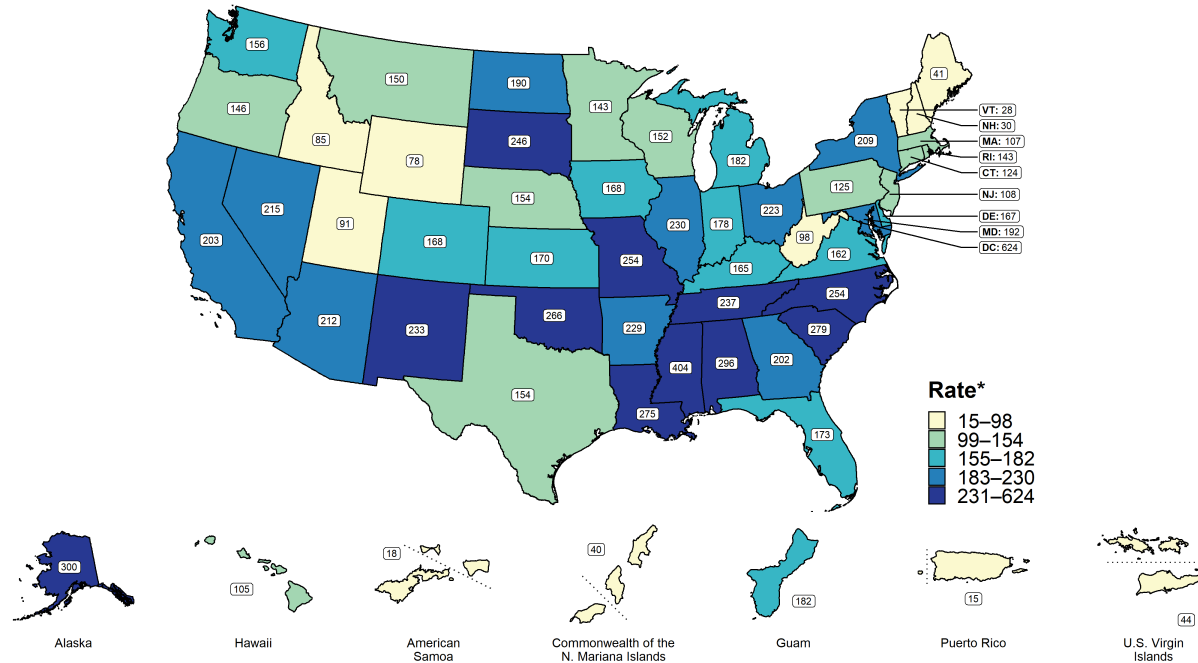 156
150
190
143
41
146
85
246
152
VT: 28
NH: 30
209
MA: 107
78
182
RI: 143
CT: 124
154
168
125
NJ: 108
215
91
223
DE: 167
203
168
230
178
98
MD: 192
DC: 624
170
254
162
165
212
233
266
237
254
229
279
404
296
202
154
275
173
Rate*
15–98
99–154
155–182
183–230
231–624
300
105
18
40
182
15
44
Alaska
Hawaii
American
Samoa
Commonwealth of the
N. Mariana Islands
Guam
Puerto Rico
U.S. Virgin
Islands